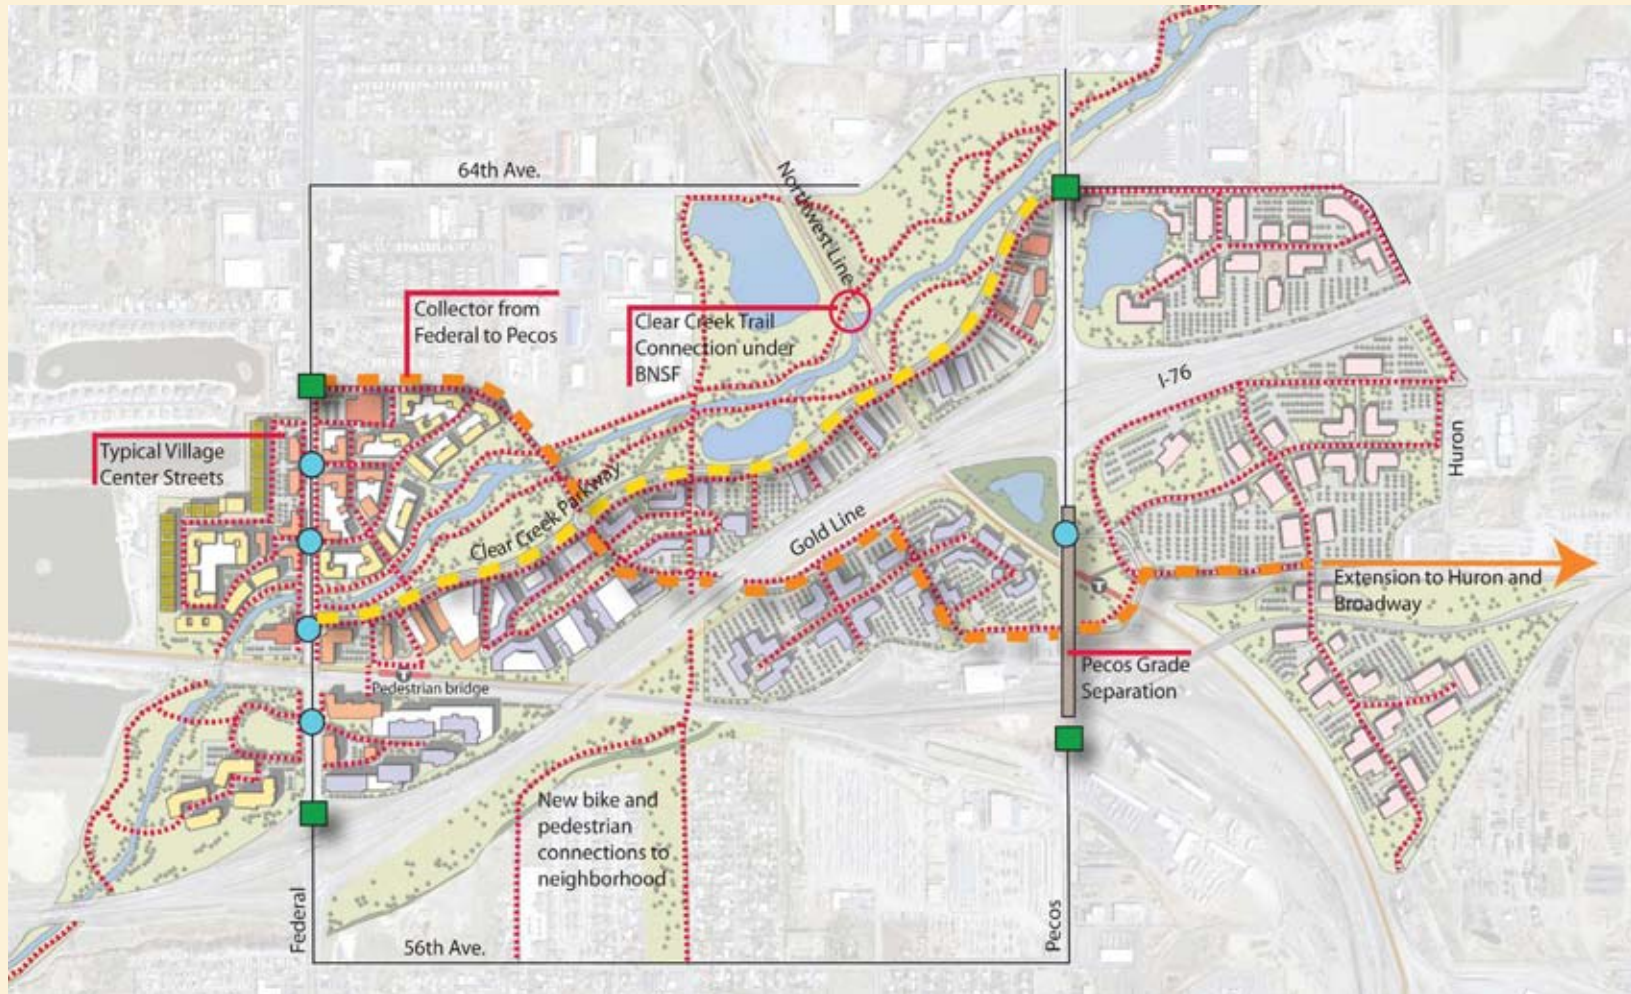 64th Ave.
Northwest Line
Collector from
Federal to Pecos
Clear Creek Trail
Connection under
BNSF
I-76
Typical Village
Center Streets
Huron
Clear Creek Parkway
Gold Line
Extension to Huron and
Broadway
T
Pecos Grade
Separation
T
Pedestrian bridge
New bike and
pedestrian
connections to
neighborhood
Federal
Pecos
56th Ave.